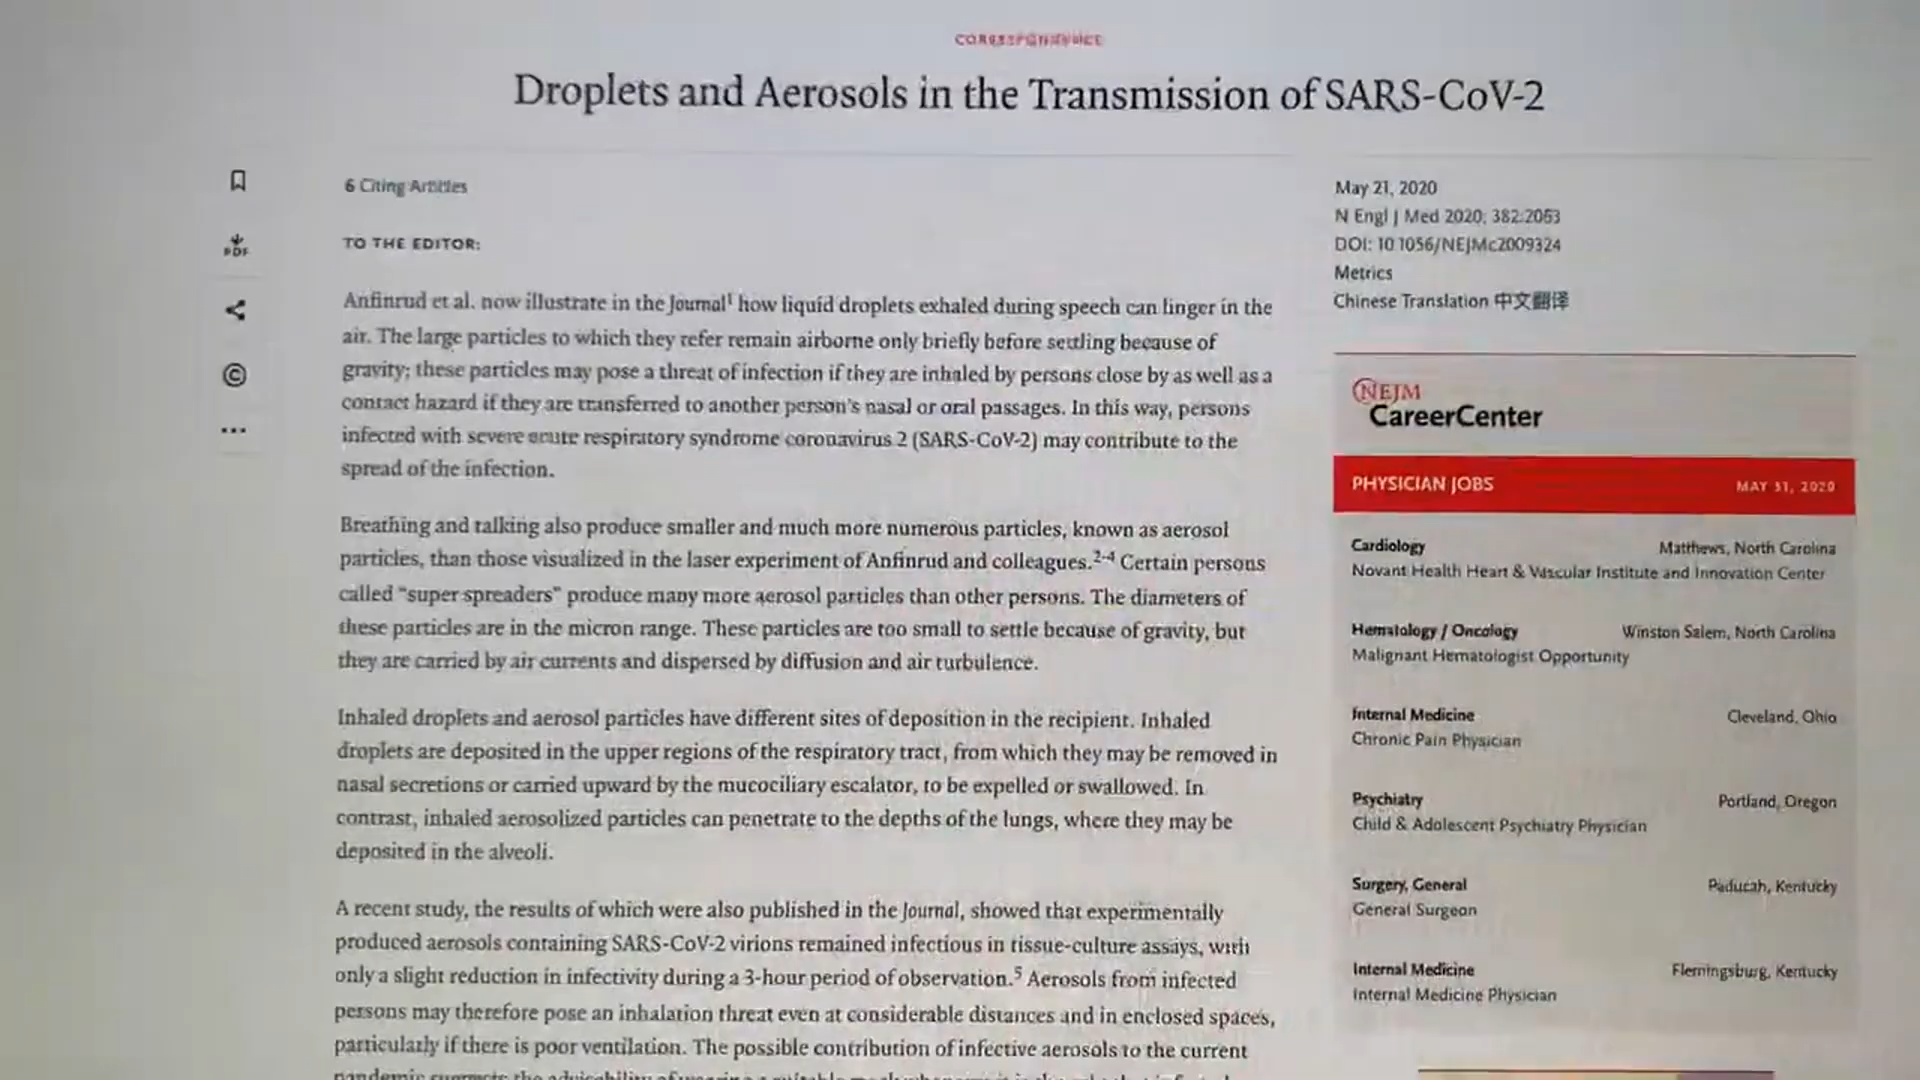 CORRESPONDENCE
Droplets and Aerosols in the Transmission of SARS-CoV-2
6 Citing Articles
TO THE EDITOR:
Anfinrud et al. now illustrate in the Journal1 how liquid droplets exhaled during speech can linger in the
air. The large particles to which they refer remain airborne only briefly before settling because of
gravity; these particles may pose a threat of infection if they are inhaled by persons close by as well as a
contact hazard if they are transferred to another person's nasal or oral passages. In this way, persons
infected with severe acute respiratory syndrome coronavirus 2 (SARS-CoV-2) may contribute to the
spread of the infection.
Breathing and talking also produce smaller and much more numerous particles, known as aerosol
particles, than those visualized in the laser experiment of Anfinrud and colleagues.2-4 Certain persons
called "super spreaders" produce many more aerosol particles than other persons. The diameters of
these particles are in the micron range. These particles are too small to settle because of gravity, but
they are carried by air currents and dispersed by diffusion and air turbulence.
Inhaled droplets and aerosol particles have different sites of deposition in the recipient. Inhaled
droplets are deposited in the upper regions of the respiratory tract, from which they may be removed in
nasal secretions or carried upward by the mucociliary escalator, to be expelled or swallowed. In
contrast, inhaled aerosolized particles can penetrate to the depths of the lungs, where they may be
deposited in the alveoli.
A recent study, the results of which were also published in the Journal, showed that experimentally
produced aerosols containing SARS-CoV-2 virions remained infectious in tissue-culture assays, with
only a slight reduction in infectivity during a 3-hour period of observation.5 Aerosols from infected
persons may therefore pose an inhalation threat even at considerable distances and in enclosed spaces,
particularly if there is poor ventilation. The possible contribution of infective aerosols to the current
PDF
May 21, 2020
N Engl J Med 2020; 382:2063
DOI: 10.1056/NEJMc2009324
Metrics
Chinese Translation 中文翻译
NEJM
CareerCenter
PHYSICIAN JOBS MAY 31, 2020
Cardiology Matthews, North Carolina
Novant Health Heart & Vascular Institute and Innovation Center
Hematology / Oncology Winston Salem, North Carolina
Malignant Hematologist Opportunity
Internal Medicine Cleveland, Ohio
Chronic Pain Physician
Psychiatry Portland, Oregon
Child & Adolescent Psychiatry Physician
Surgery, General Paducah, Kentucky
General Surgeon
Internal Medicine Flemingsburg, Kentucky
Internal Medicine Physician